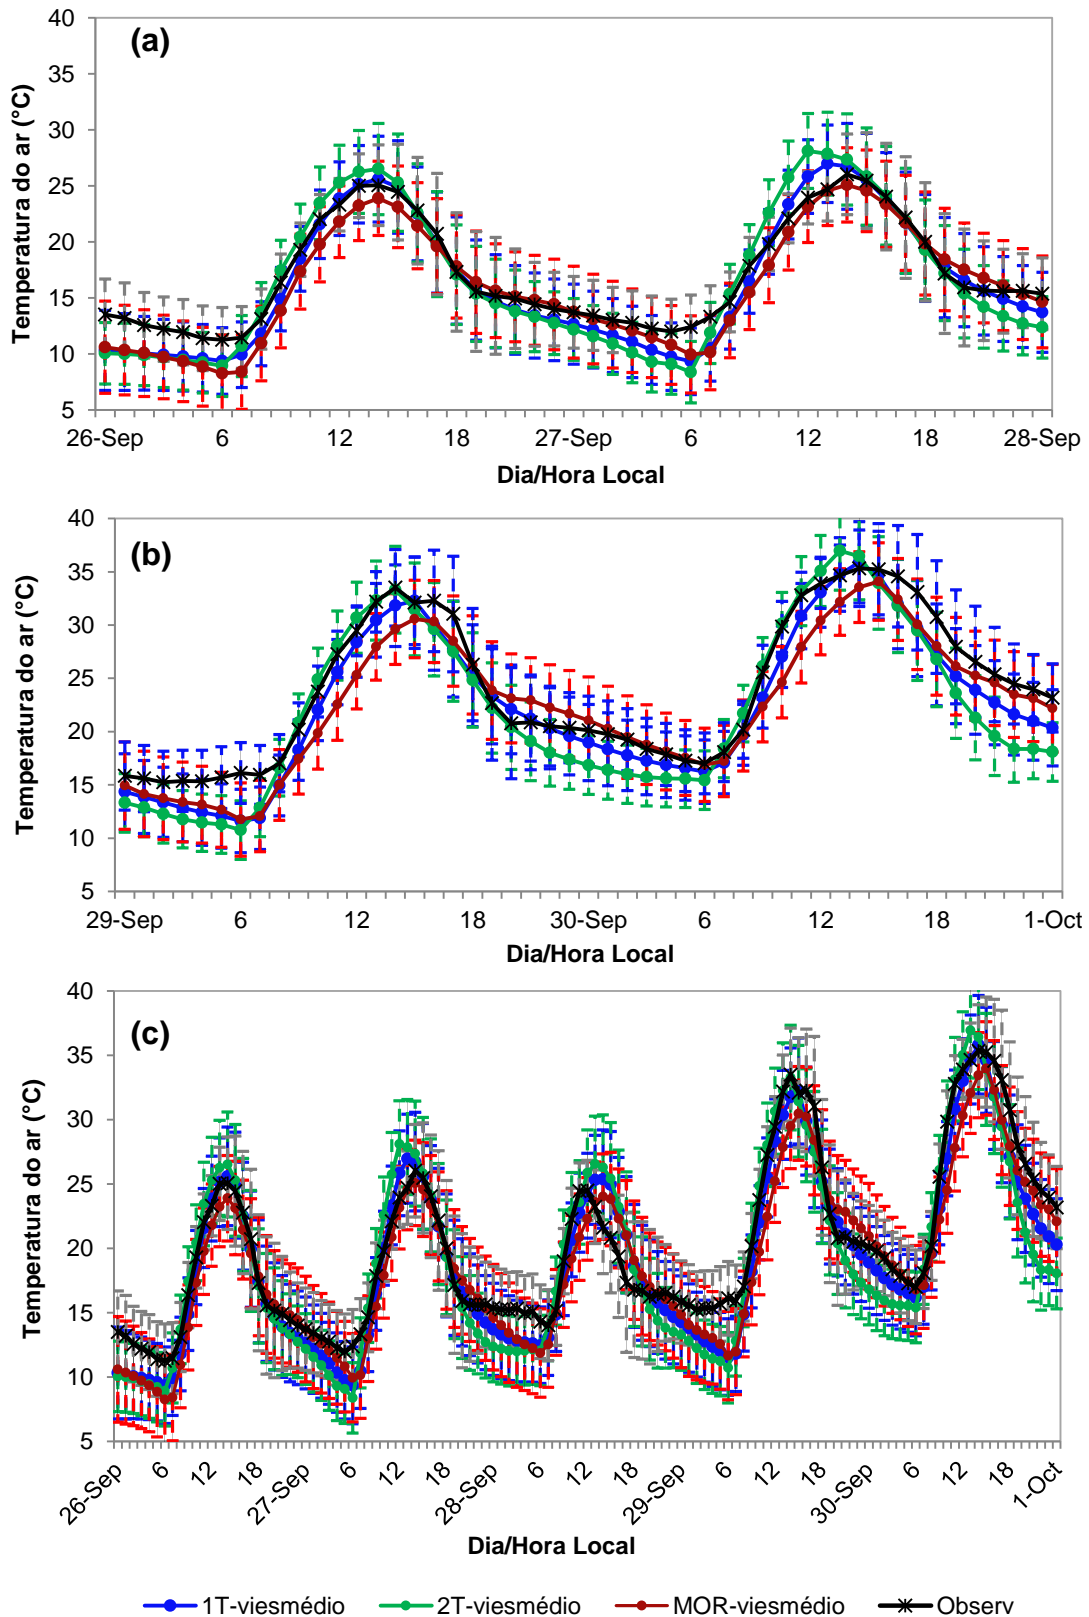 (a)
Temperatura do ar (°C)
40
35
30
25
20
15
10
5
26-Sep 6 12 18 27-Sep 6 12 18 28-Sep
Dia/Hora Local
(b)
Temperatura do ar (°C)
40
35
30
25
20
15
10
5
29-Sep 6 12 18 30-Sep 6 12 18 1-Oct
Dia/Hora Local
(c)
Temperatura do ar (°C)
40
35
30
25
20
15
10
5
26-Sep 6 12 18 27-Sep 6 12 18 28-Sep 6 12 18 29-Sep 6 12 18 30-Sep 6 12 18 1-Oct
Dia/Hora Local
1T-viesmédio 2T-viesmédio MOR-viesmédio Observ